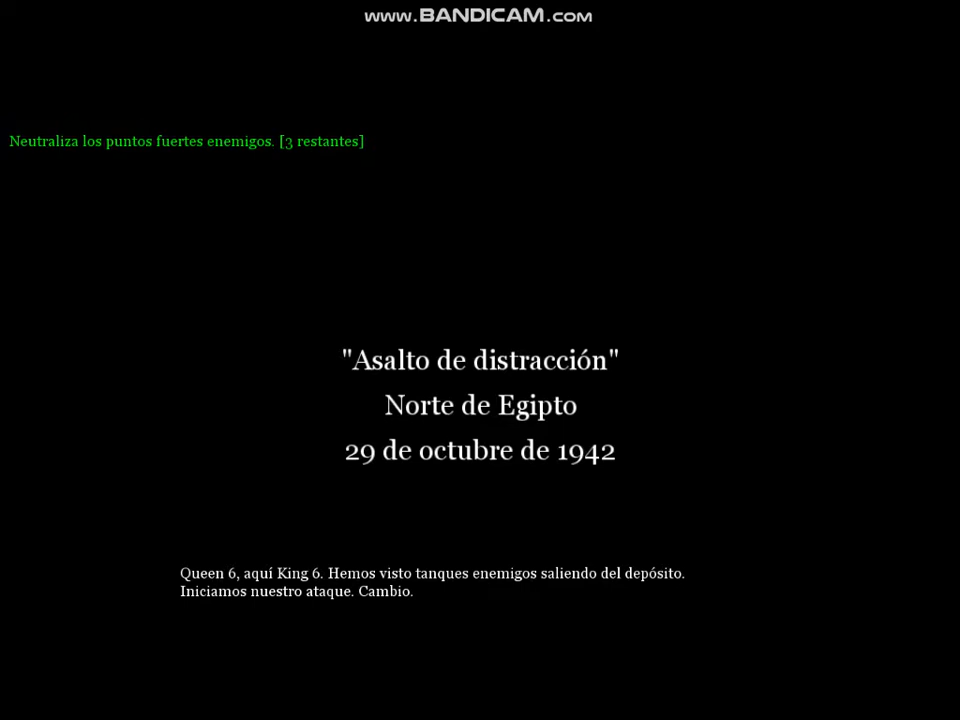 www.BANDICAM.com
Neutraliza los puntos fuertes enemigos. [3 restantes]
"Asalto de distracción"
Norte de Egipto
29 de octubre de 1942
Queen 6, aquí King 6. Hemos visto tanques enemigos saliendo del depósito.
Iniciamos nuestro ataque. Cambio.